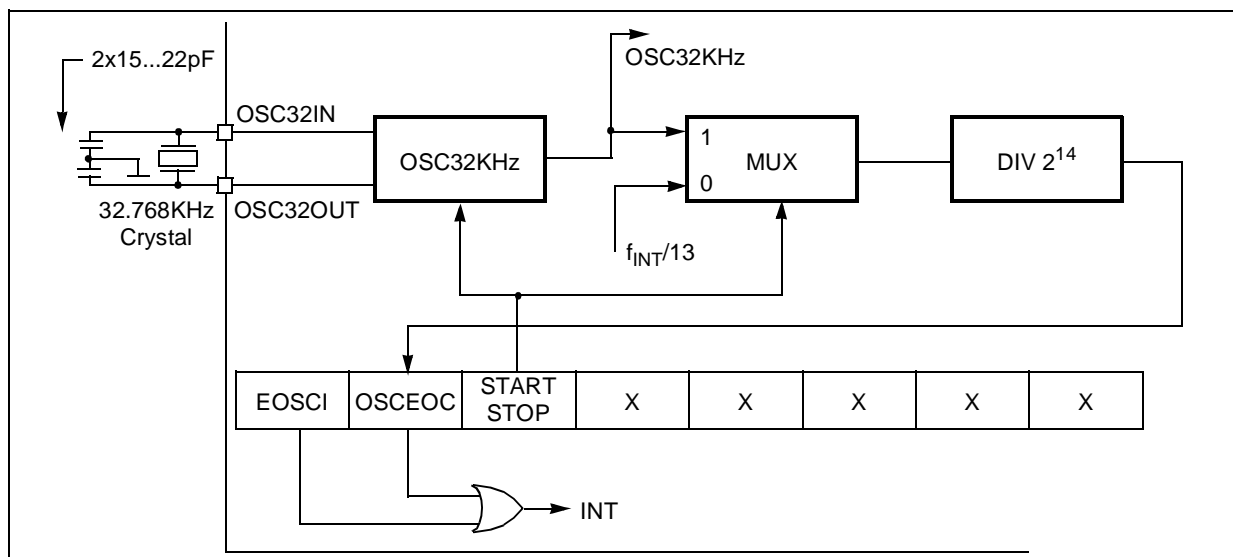 2x15...22pF
OSC32KHz
OSC32IN
OSC32KHz
1
MUX
0
DIV 2^14
32.768KHz
Crystal
OSC32OUT
f_INT/13
EOSCI
OSCEOC
START
STOP
X
X
X
X
X
INT